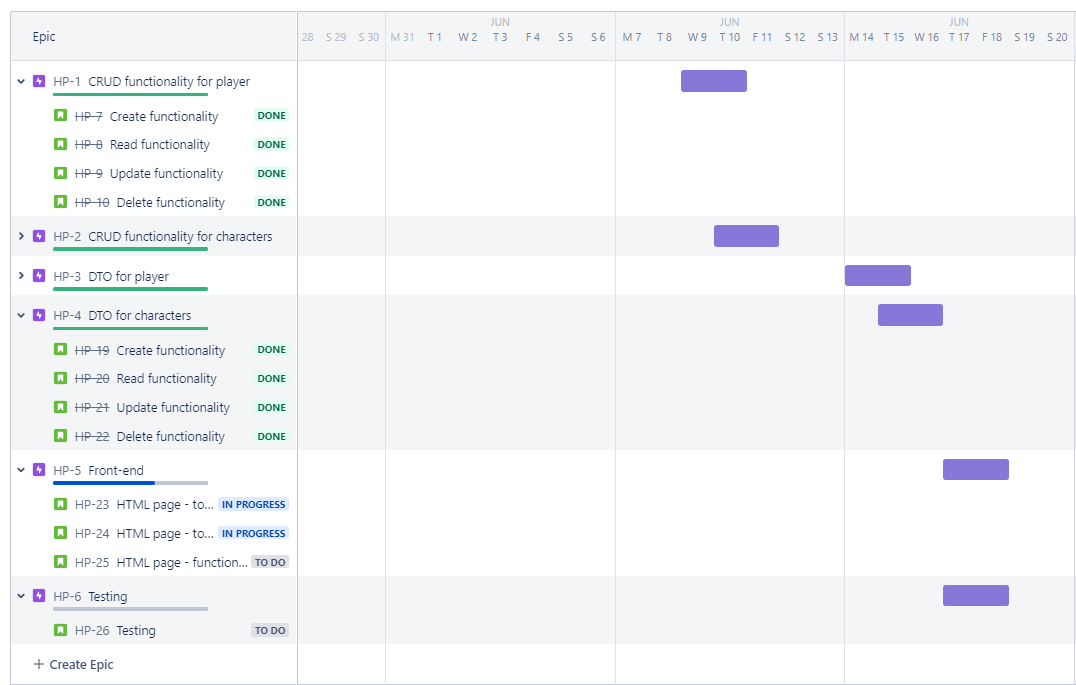 Epic
JUN JUN JUN
28 S 29 S 30 M 31 T 1 W 2 T 3 F 4 S 5 S 6 M 7 T 8 W 9 T 10 F 11 S 12 S 13 M 14 T 15 W 16 T 17 F 18 S 19 S 20
HP-1 CRUD functionality for player
HP-7 Create functionality DONE
HP-8 Read functionality DONE
HP-9 Update functionality DONE
HP-10 Delete functionality DONE
HP-2 CRUD functionality for characters
HP-3 DTO for player
HP-4 DTO for characters
HP-19 Create functionality DONE
HP-20 Read functionality DONE
HP-21 Update functionality DONE
HP-22 Delete functionality DONE
HP-5 Front-end
HP-23 HTML page - to... IN PROGRESS
HP-24 HTML page - to... IN PROGRESS
HP-25 HTML page - function... TO DO
HP-6 Testing
HP-26 Testing TO DO
+ Create Epic